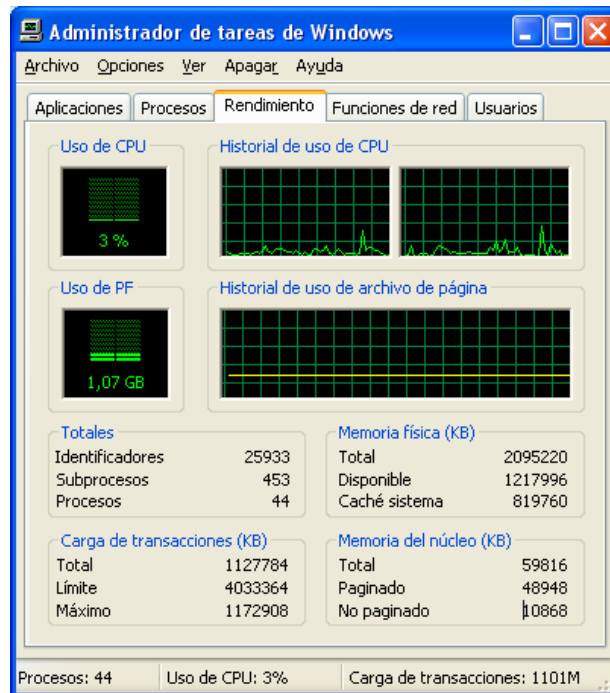 Administrador de tareas de Windows
Archivo Opciones Ver Apagar Ayuda
Aplicaciones Procesos Rendimiento Funciones de red Usuarios
Uso de CPU Historial de uso de CPU
3 %
Uso de PF Historial de uso de archivo de página
1,07 GB
Totales
Identificadores 25933
Subprocesos 453
Procesos 44
Memoria física (KB)
Total 2095220
Disponible 1217996
Caché sistema 819760
Carga de transacciones (KB)
Total 1127784
Límite 4033364
Máximo 1172908
Memoria del núcleo (KB)
Total 59816
Paginado 48948
No paginado 10868
Procesos: 44 Uso de CPU: 3% Carga de transacciones: 1101M